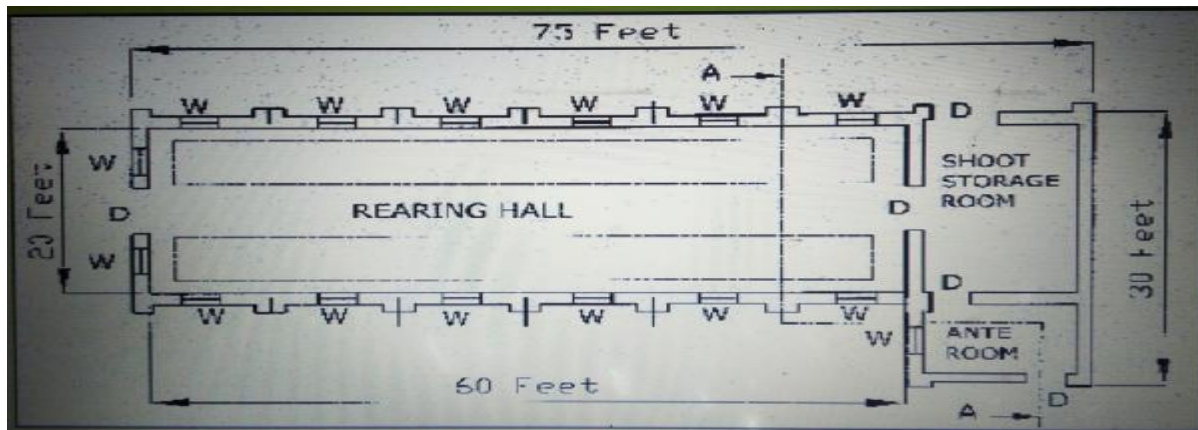 75 Feet
A
W W W W W W
D
W
SHOOT
STORAGE
ROOM
20 Feet
D
REARING HALL
D
30 Feet
W
D
W W W W W W
W
ANTE
ROOM
60 Feet
D
A